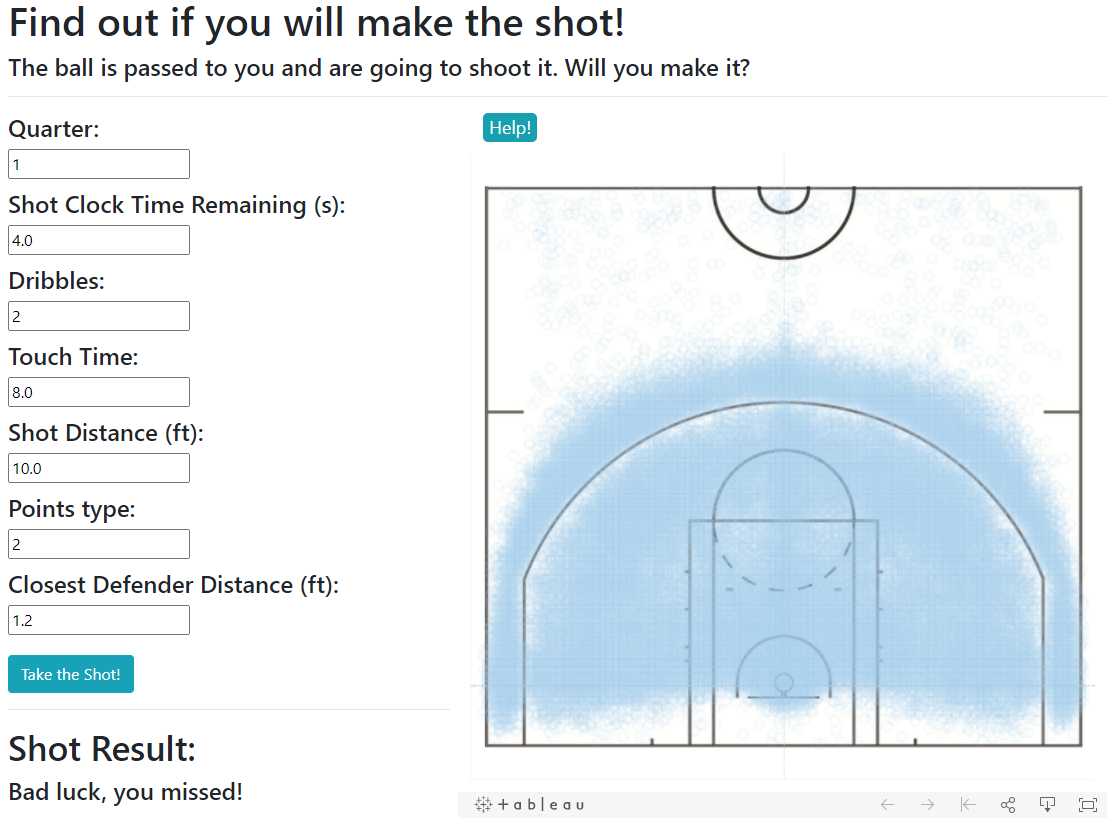 Find out if you will make the shot!
The ball is passed to you and are going to shoot it. Will you make it?
Quarter:
1
Shot Clock Time Remaining (s):
4.0
Dribbles:
2
Touch Time:
8.0
Shot Distance (ft):
10.0
Points type:
2
Closest Defender Distance (ft):
1.2
Take the Shot!
Shot Result:
Bad luck, you missed!
Help!
+ a b l e a u